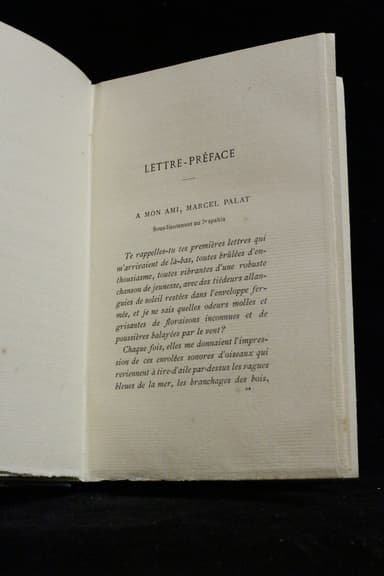 LETTRE-PRÉFACE
A MON AMI, MARCEL PALAT
Sous-lieutenant au 7e spahis
Te rappelles-tu tes premières lettres qui
m'arrivaient de là-bas, toutes brûlées d'en-
thousiasme, toutes vibrantes d'une robuste
chanson de jeunesse, avec des tiédeurs allan-
guies de soleil restées dans l'enveloppe fer-
mée, et je ne sais quelles odeurs molles et
grisantes de floraisons inconnues et de
poussières balayées par le vent?
Chaque fois, elles me donnaient l'impres-
sion de ces envolées sonores d'oiseaux qui
reviennent à tire-d'aile par-dessus les vagues
bleues de la mer, les branchages des bois,